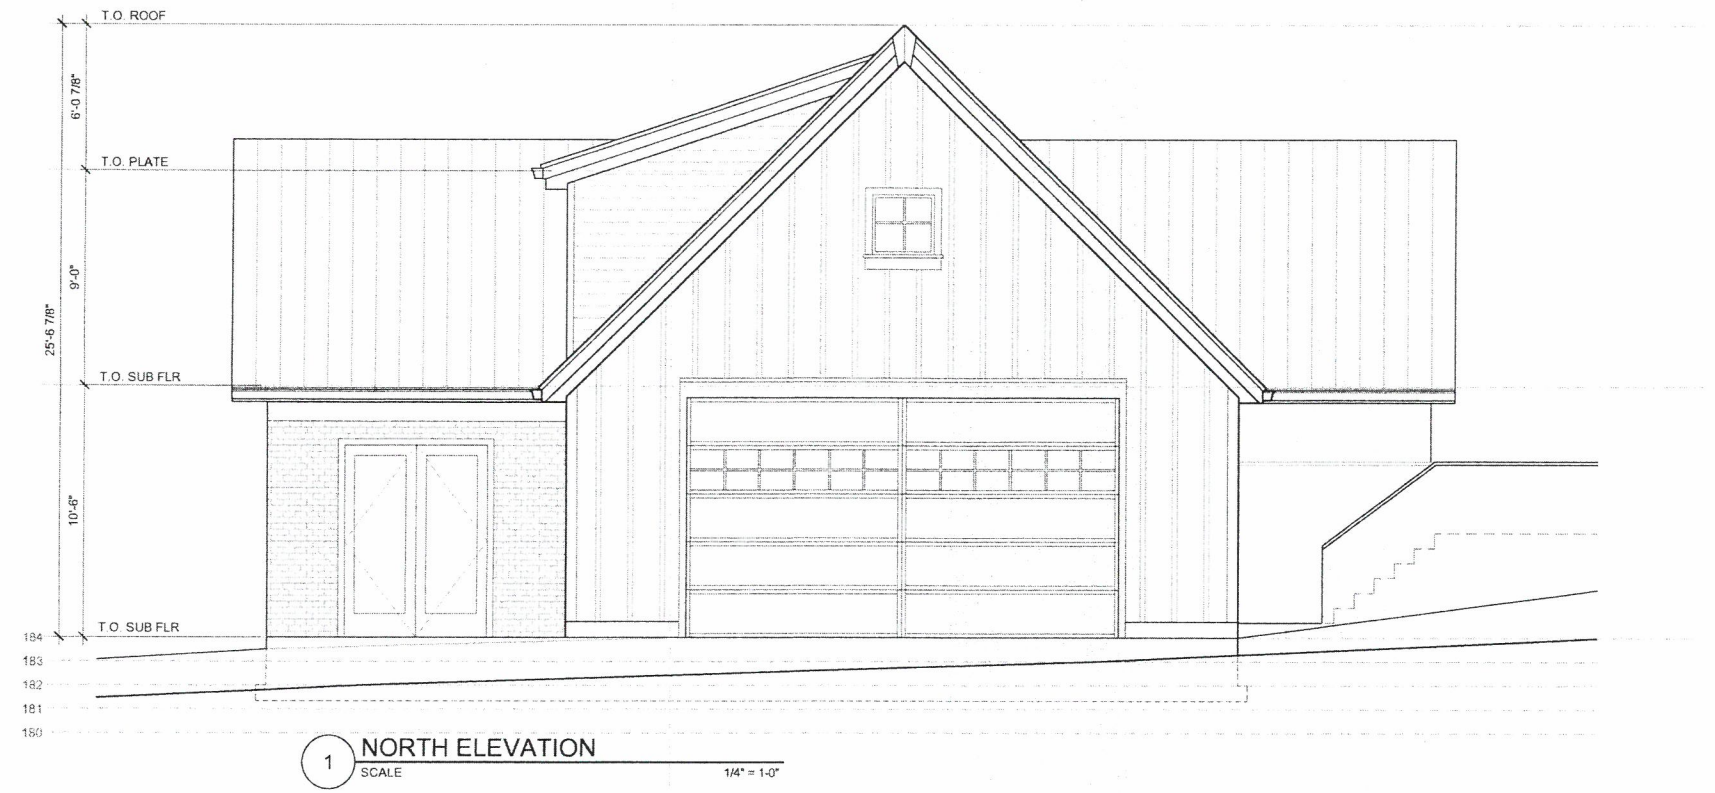 T.O. ROOF
6'-0 7/8"
T.O. PLATE
9'-0"
25'-6 7/8"
T.O. SUB FLR
10'-6"
T.O. SUB FLR
184
183
182
181
180
1
NORTH ELEVATION
SCALE 1/4" = 1-0"